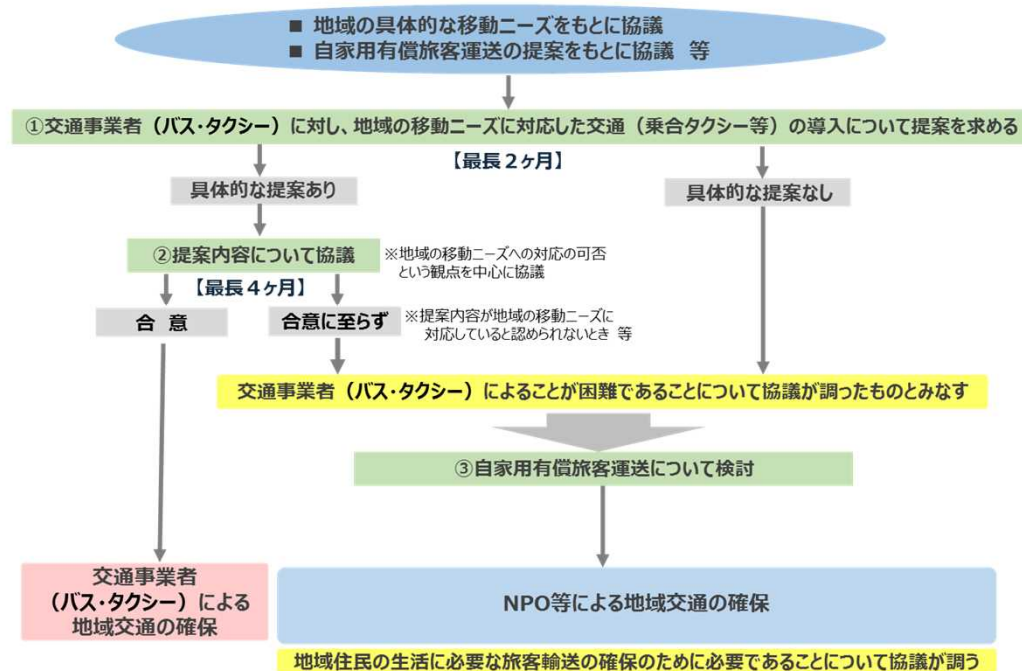 ■ 地域の具体的な移動ニーズをもとに協議
■ 自家用有償旅客運送の提案をもとに協議 等
①交通事業者（バス・タクシー）に対し、地域の移動ニーズに対応した交通（乗合タクシー等）の導入について提案を求める
【最長２ヶ月】
具体的な提案あり
具体的な提案なし
②提案内容について協議
※地域の移動ニーズへの対応の可否
という観点を中心に協議
【最長４ヶ月】
合 意
合意に至らず
※提案内容が地域の移動ニーズに
対応していると認められないとき 等
交通事業者（バス・タクシー）によることが困難であることについて協議が調ったものとみなす
③自家用有償旅客運送について検討
交通事業者
（バス・タクシー）による
地域交通の確保
NPO等による地域交通の確保
地域住民の生活に必要な旅客輸送の確保のために必要であることについて協議が調う